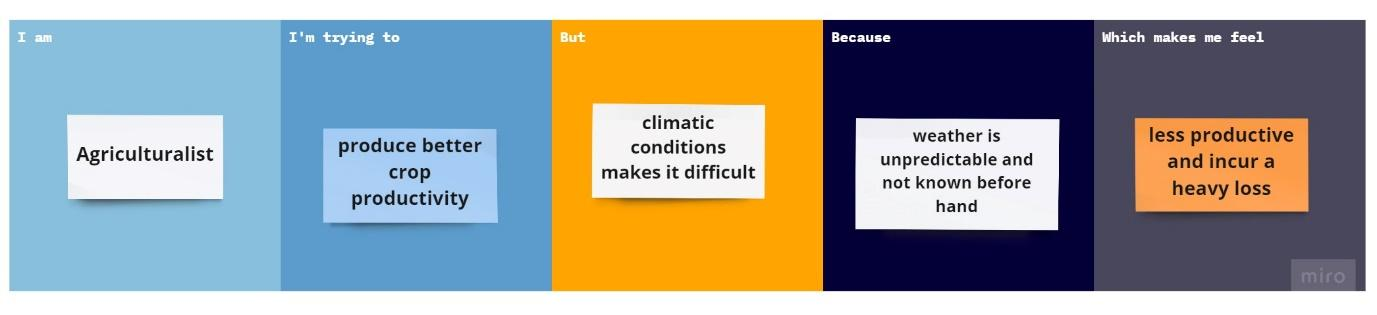 I am
Agriculturalist
I'm trying to
produce better
crop
productivity
But
climatic
conditions
makes it difficult
Because
weather is
unpredictable and
not known before
hand
Which makes me feel
less productive
and incur a
heavy loss
miro